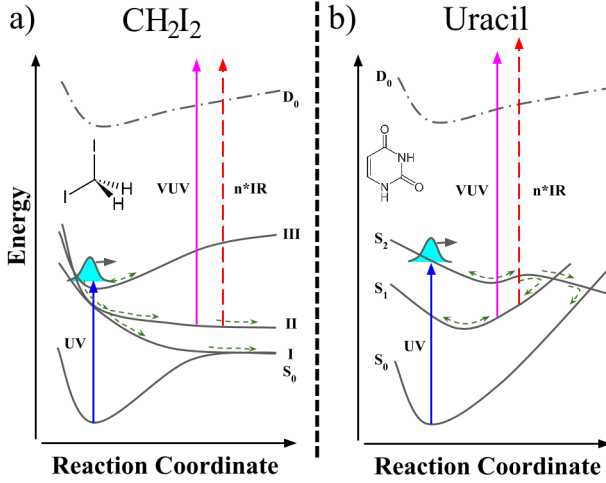 a)
CH₂I₂
Energy
D₀
I
I
H
H
VUV
n*IR
III
II
I
S₀
UV
Reaction Coordinate
b)
Uracil
D₀
O
NH
N
H
O
VUV
n*IR
S₂
S₁
S₀
UV
Reaction Coordinate